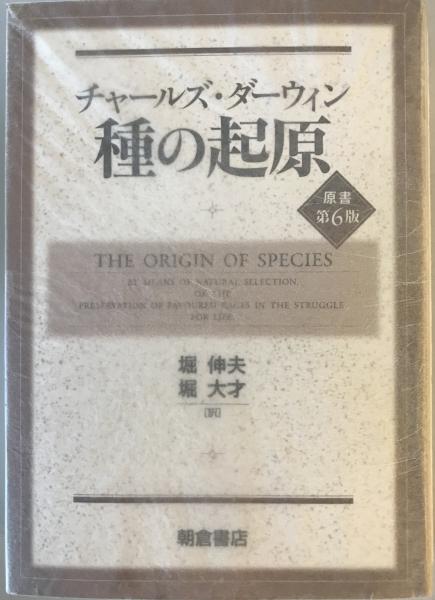 チャールズ・ダーウィン
種の起原
原書
第6版
THE ORIGIN OF SPECIES
BY MEANS OF NATURAL SELECTION,
OR THE
PRESERVATION OF FAVOURED RACES IN THE STRUGGLE
FOR LIFE.
堀 伸夫
堀 大才
[訳]
朝倉書店